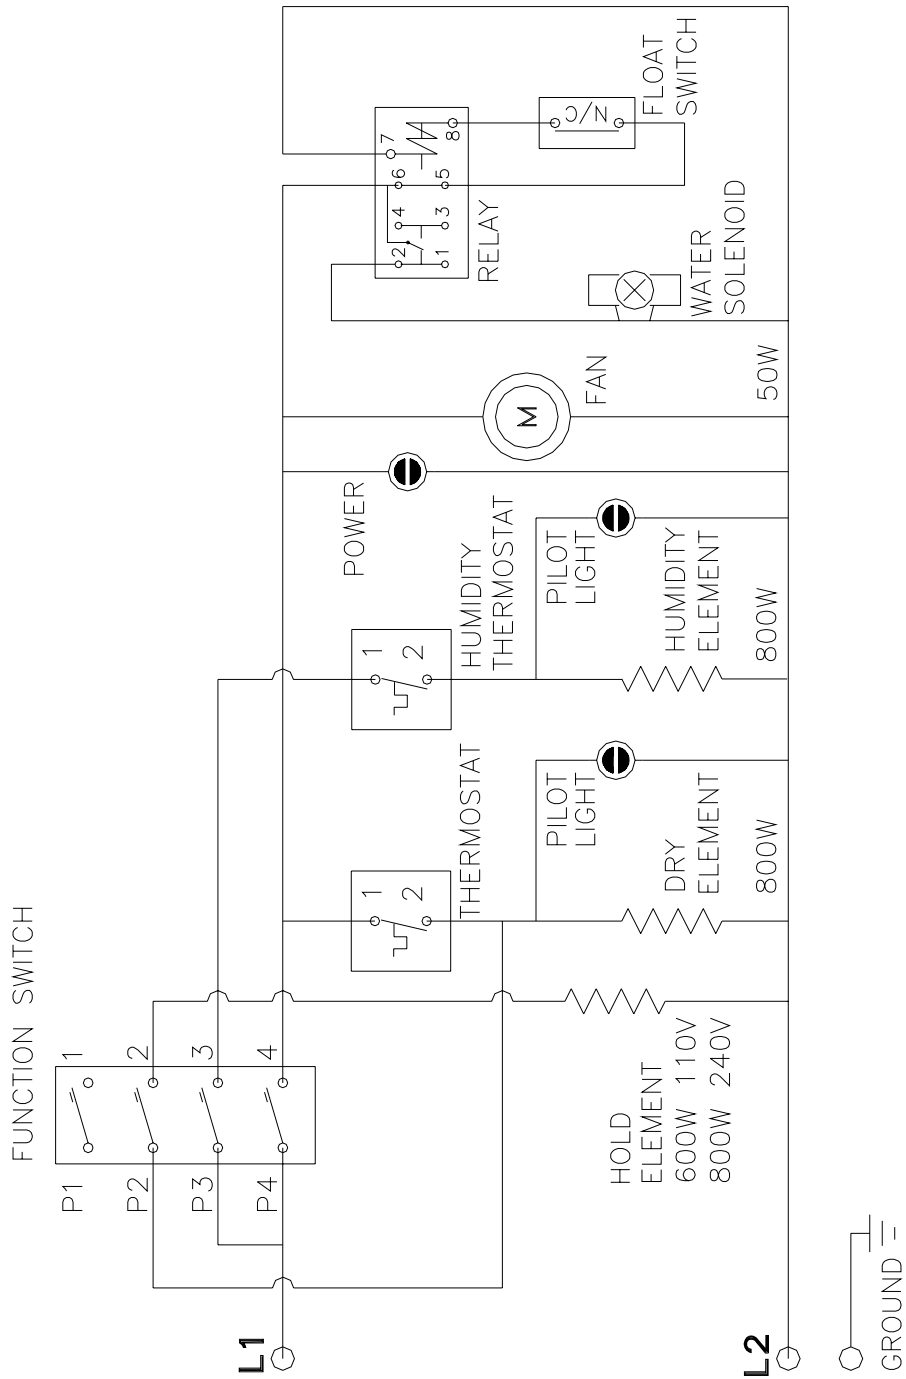 FUNCTION SWITCH
P1
1
P2
2
P3
3
P4
4
L1
L2
GROUND
HOLD
ELEMENT
600W 110V
800W 240V
THERMOSTAT
1
2
PILOT
LIGHT
DRY
ELEMENT
800W
HUMIDITY
THERMOSTAT
1
2
PILOT
LIGHT
HUMIDITY
ELEMENT
800W
POWER
M
FAN
50W
WATER
SOLENOID
RELAY
2
4
6
7
1
3
5
8
N/C
FLOAT
SWITCH